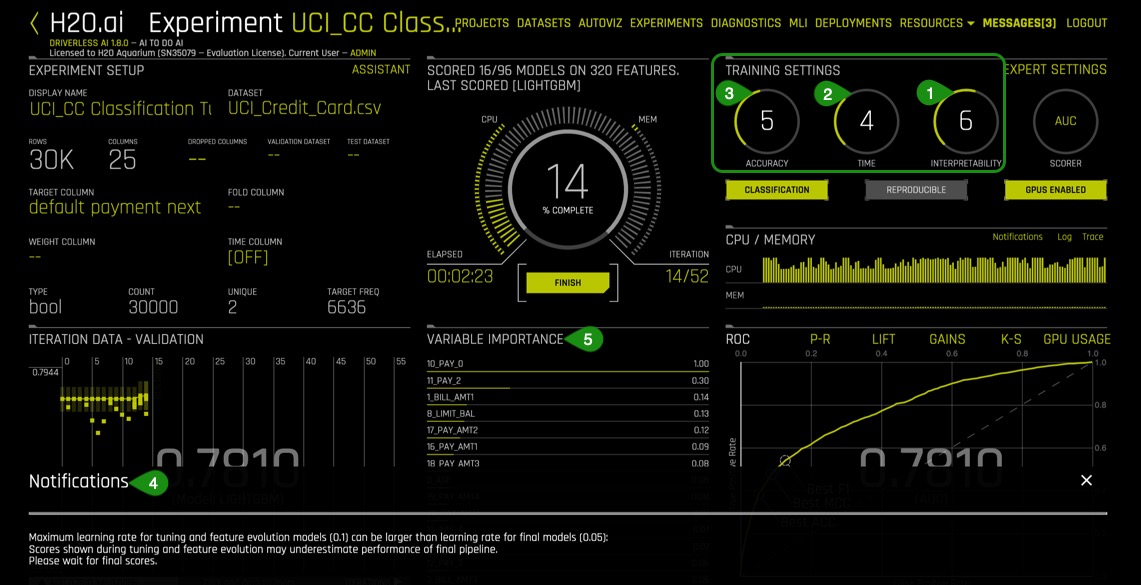 H2O.ai Experiment UCI_CC Class...
PROJECTS DATASETS AUTOVIZ EXPERIMENTS DIAGNOSTICS MLI DEPLOYMENTS RESOURCES MESSAGES[3] LOGOUT
DRIVERLESS AI 1.8.0 – AI TO DO AI
Licensed to H2O Aquarium (SN35079 – Evaluation License). Current User – ADMIN
EXPERIMENT SETUP
ASSISTANT
DISPLAY NAME
DATASET
UCI_CC Classification Tu
UCI_Credit_Card.csv
ROWS
COLUMNS
DROPPED COLUMNS
VALIDATION DATASET
TEST DATASET
30K
25
--
--
--
TARGET COLUMN
FOLD COLUMN
default payment next
--
WEIGHT COLUMN
TIME COLUMN
--
[OFF]
TYPE
COUNT
UNIQUE
TARGET FREQ
bool
30000
2
6636
SCORED 16/96 MODELS ON 320 FEATURES.
LAST SCORED [LIGHTGBM]
CPU
MEM
14
% COMPLETE
ELAPSED
ITERATION
00:02:23
14/52
FINISH
TRAINING SETTINGS
EXPERT SETTINGS
3
2
1
5
4
6
AUC
ACCURACY
TIME
INTERPRETABILITY
SCORER
CLASSIFICATION
REPRODUCIBLE
GPUS ENABLED
CPU / MEMORY
Notifications
Log
Trace
CPU
MEM
ITERATION DATA - VALIDATION
0 5 10 15 20 25 30 35 40 45 50 55
0.7944
0.7810
VARIABLE IMPORTANCE
5
10_PAY_0 1.00
11_PAY_2 0.30
1_BILL_AMT1 0.14
8_LIMIT_BAL 0.13
17_PAY_AMT2 0.12
16_PAY_AMT1 0.09
18_PAY_AMT3 0.08
ROC
P-R
LIFT
GAINS
K-S
GPU USAGE
0.0 0.2 0.4 0.6 0.8 1.0
1.0
0.8
0.6
0.7810
Notifications
4
Maximum learning rate for tuning and feature evolution models (0.1) can be larger than learning rate for final models (0.05):
Scores shown during tuning and feature evolution may underestimate performance of final pipeline.
Please wait for final scores.